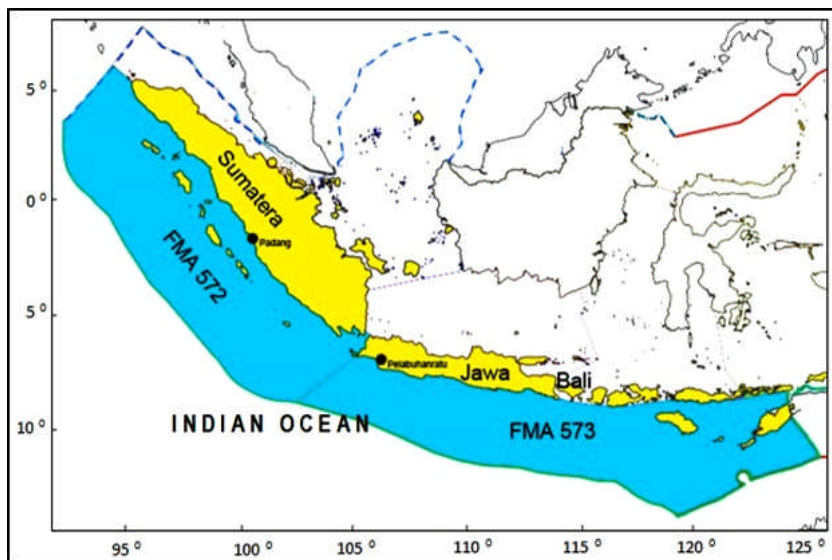 5 °
0 °
5 °
10 °
Sumatera
Padang
FMA 572
Pelabuhanratu
Jawa
Bali
INDIAN OCEAN
FMA 573
95 °
100 °
105 °
110 °
115 °
120 °
125 °